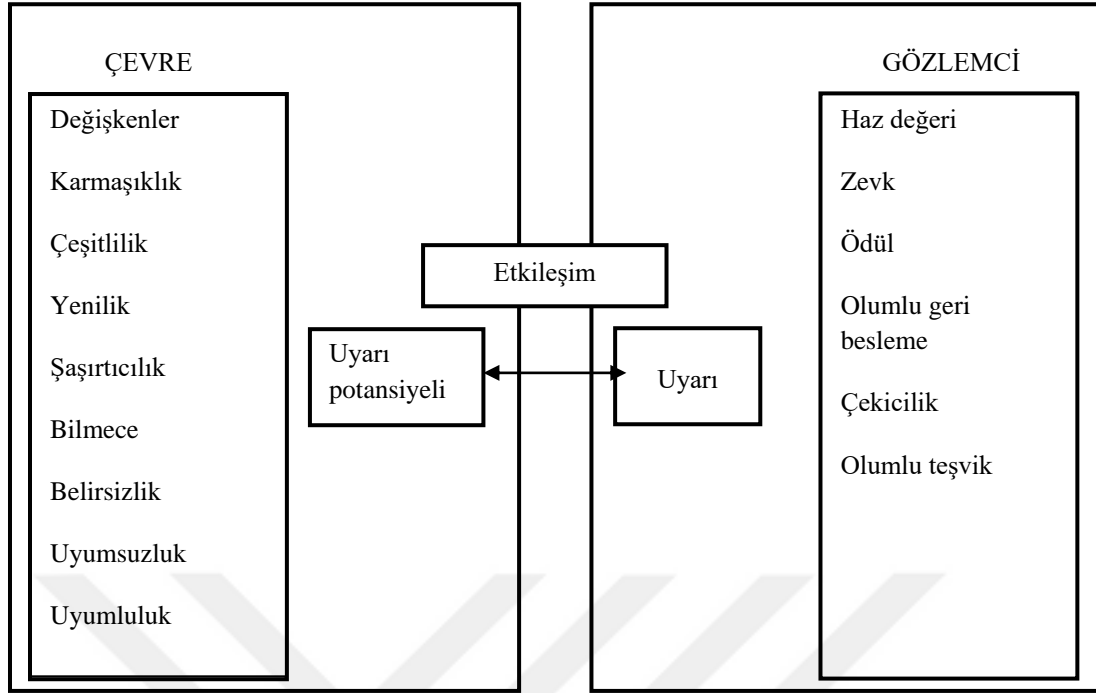 ÇEVRE
Değişkenler
Karmaşıklık
Çeşitlilik
Yenilik
Şaşırtıcılık
Bilmece
Belirsizlik
Uyumsuzluk
Uyumluluk
Etkileşim
Uyarı
potansiyeli
Uyarı
GÖZLEMCİ
Haz değeri
Zevk
Ödül
Olumlu geri
besleme
Çekicilik
Olumlu teşvik